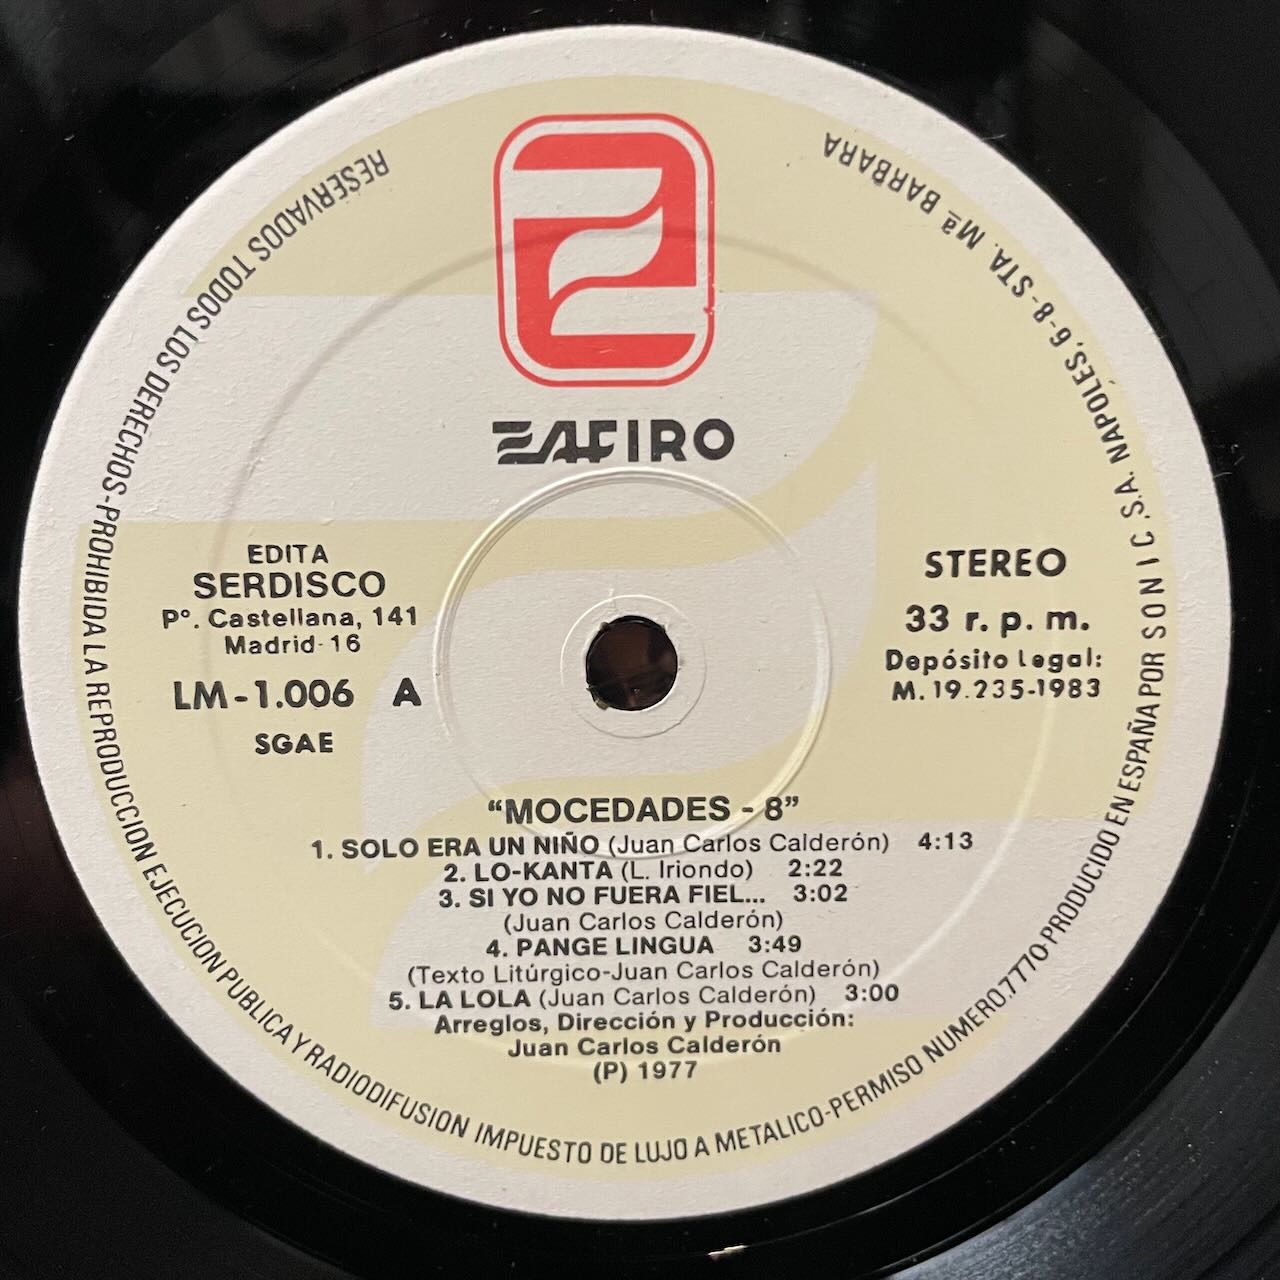 ZAFIRO
EDITA
SERDISCO
Pº. Castellana, 141
Madrid-16
LM-1.006 A
SGAE
STEREO
33 r. p. m.
Depósito Legal:
M. 19.235-1983
“MOCEDADES - 8”
1. SOLO ERA UN NIÑO (Juan Carlos Calderón) 4:13
2. LO-KANTA (L. Iriondo) 2:22
3. SI YO NO FUERA FIEL... 3:02
(Juan Carlos Calderón)
4. PANGE LINGUA 3:49
(Texto Litúrgico-Juan Carlos Calderón)
5. LA LOLA (Juan Carlos Calderón) 3:00
Arreglos, Dirección y Producción:
Juan Carlos Calderón
(P) 1977
RESERVADOS TODOS LOS DERECHOS-PROHIBIDA LA REPRODUCCION EJECUCION PUBLICA Y RADIODIFUSION IMPUESTO DE LUJO A METALICO-PERMISO NUMERO.7770-PRODUCIDO EN ESPAÑA POR SONIC S.A. NAPOLES, 6-8-STA. Mª BARBARA